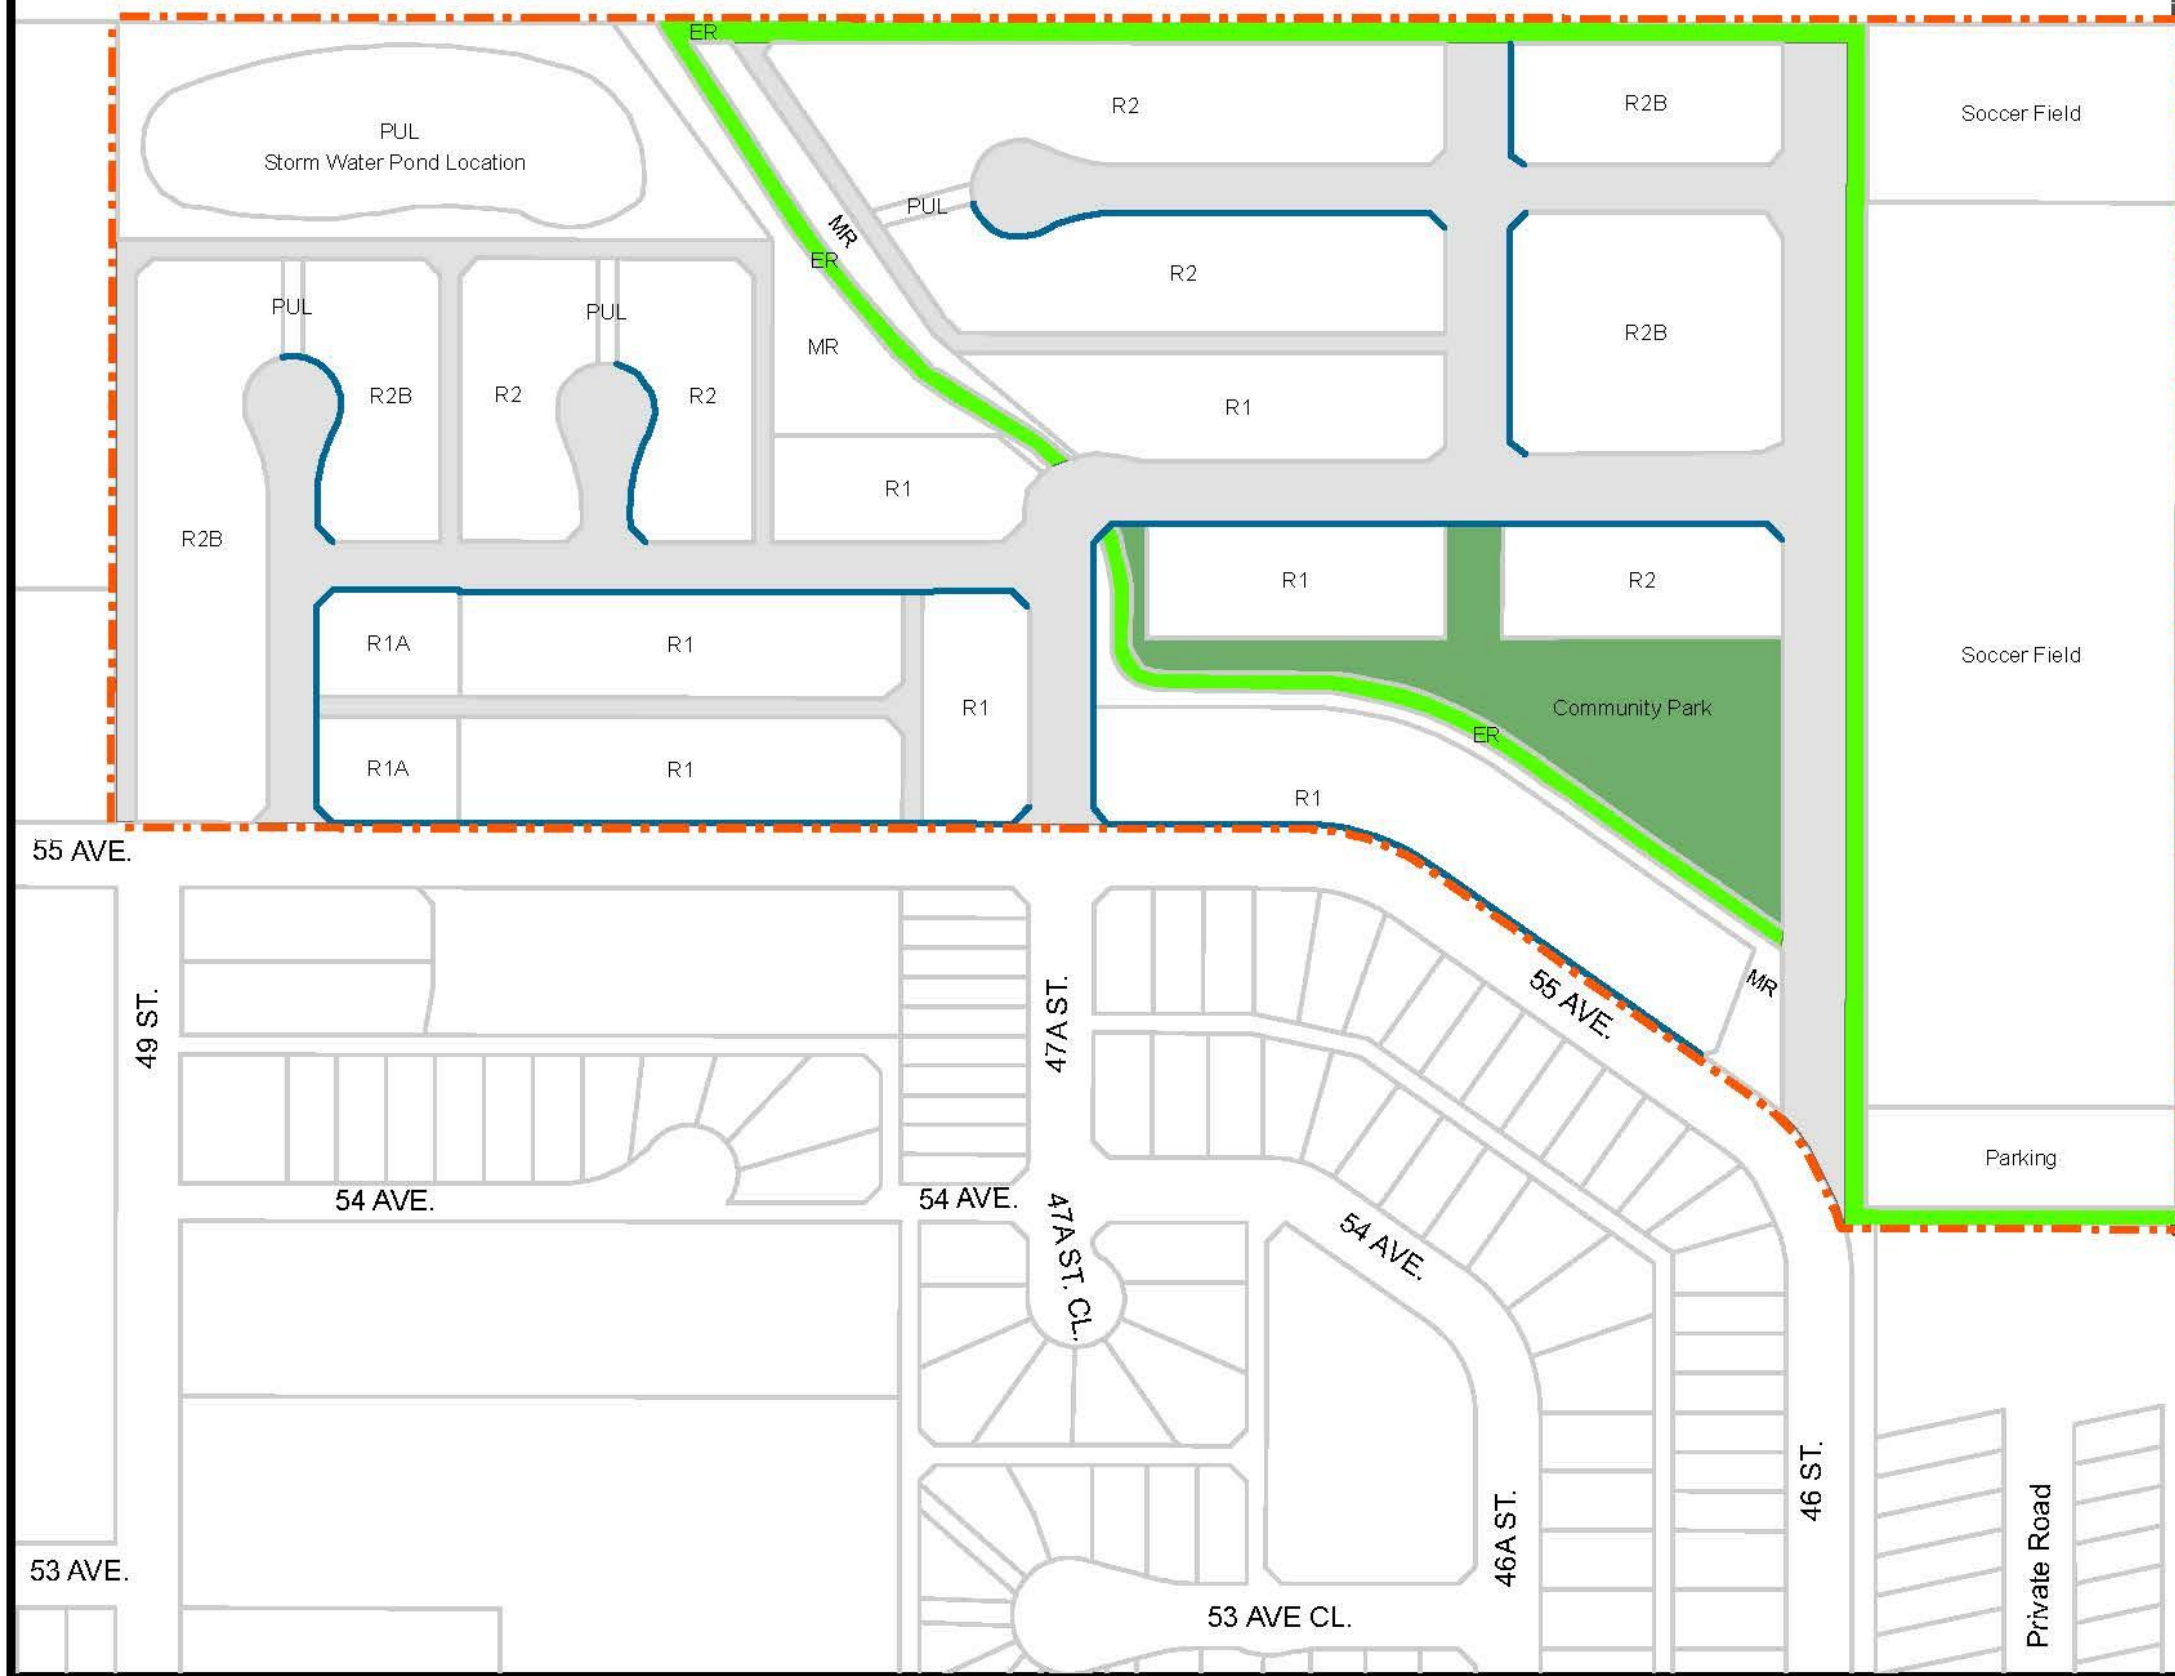 ER
R2
R2B
Soccer Field
PUL
Storm Water Pond Location
PUL
MR
ER
R2
PUL
PUL
R2B
MR
R2B
R2
R2
R1
R1
R2B
R1
R2
R1A
R1
Soccer Field
R1
Community Park
ER
R1A
R1
R1
55 AVE.
MR
55 AVE.
49 ST.
47A ST.
Parking
54 AVE.
54 AVE.
47A ST. CL.
54 AVE.
46 ST.
46A ST.
Private Road
53 AVE.
53 AVE CL.